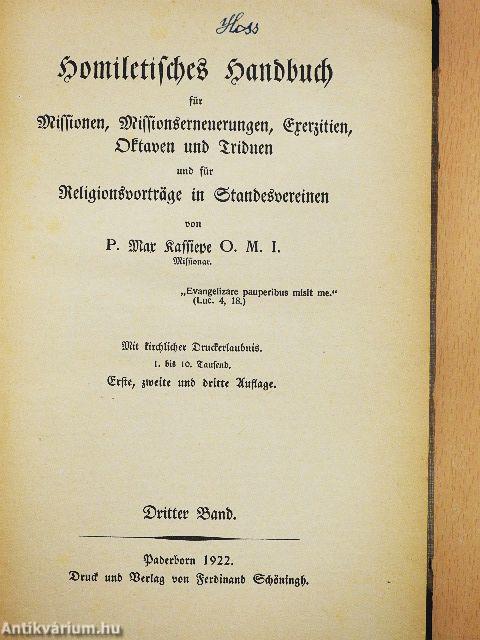 Hoss
Homiletisches Handbuch
für
Missionen, Missionserneuerungen, Exerzitien,
Oktaven und Triduen
und für
Religionsvorträge in Standesvereinen
von
P. Max Kassiepe O. M. I.
Missionar.
„Evangelizare pauperibus misit me."
(Luc. 4, 18.)
Mit kirchlicher Druckerlaubnis.
1. bis 10. Tausend.
Erste, zweite und dritte Auflage.
Dritter Band.
Paderborn 1922.
Druck und Verlag von Ferdinand Schöningh.
Antikvárium.hu